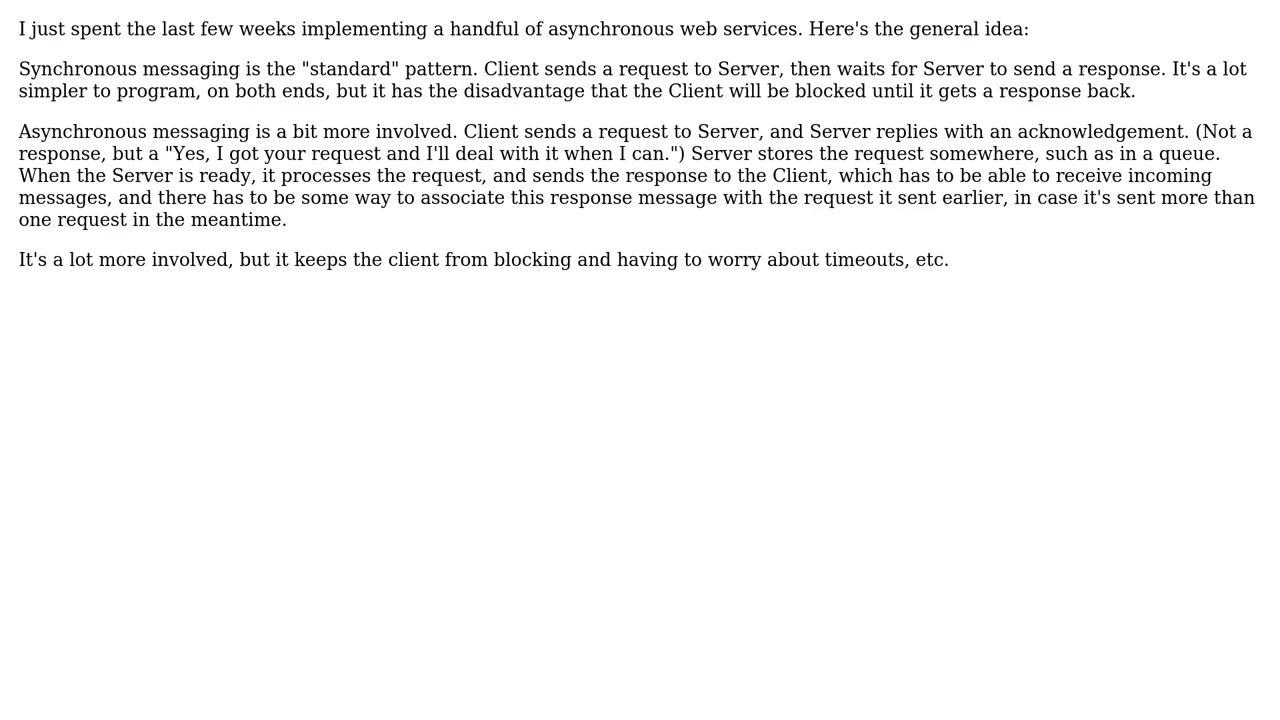 I just spent the last few weeks implementing a handful of asynchronous web services. Here's the general idea:
Synchronous messaging is the "standard" pattern. Client sends a request to Server, then waits for Server to send a response. It's a lot
simpler to program, on both ends, but it has the disadvantage that the Client will be blocked until it gets a response back.
Asynchronous messaging is a bit more involved. Client sends a request to Server, and Server replies with an acknowledgement. (Not a
response, but a "Yes, I got your request and I'll deal with it when I can.") Server stores the request somewhere, such as in a queue.
When the Server is ready, it processes the request, and sends the response to the Client, which has to be able to receive incoming
messages, and there has to be some way to associate this response message with the request it sent earlier, in case it's sent more than
one request in the meantime.
It's a lot more involved, but it keeps the client from blocking and having to worry about timeouts, etc.